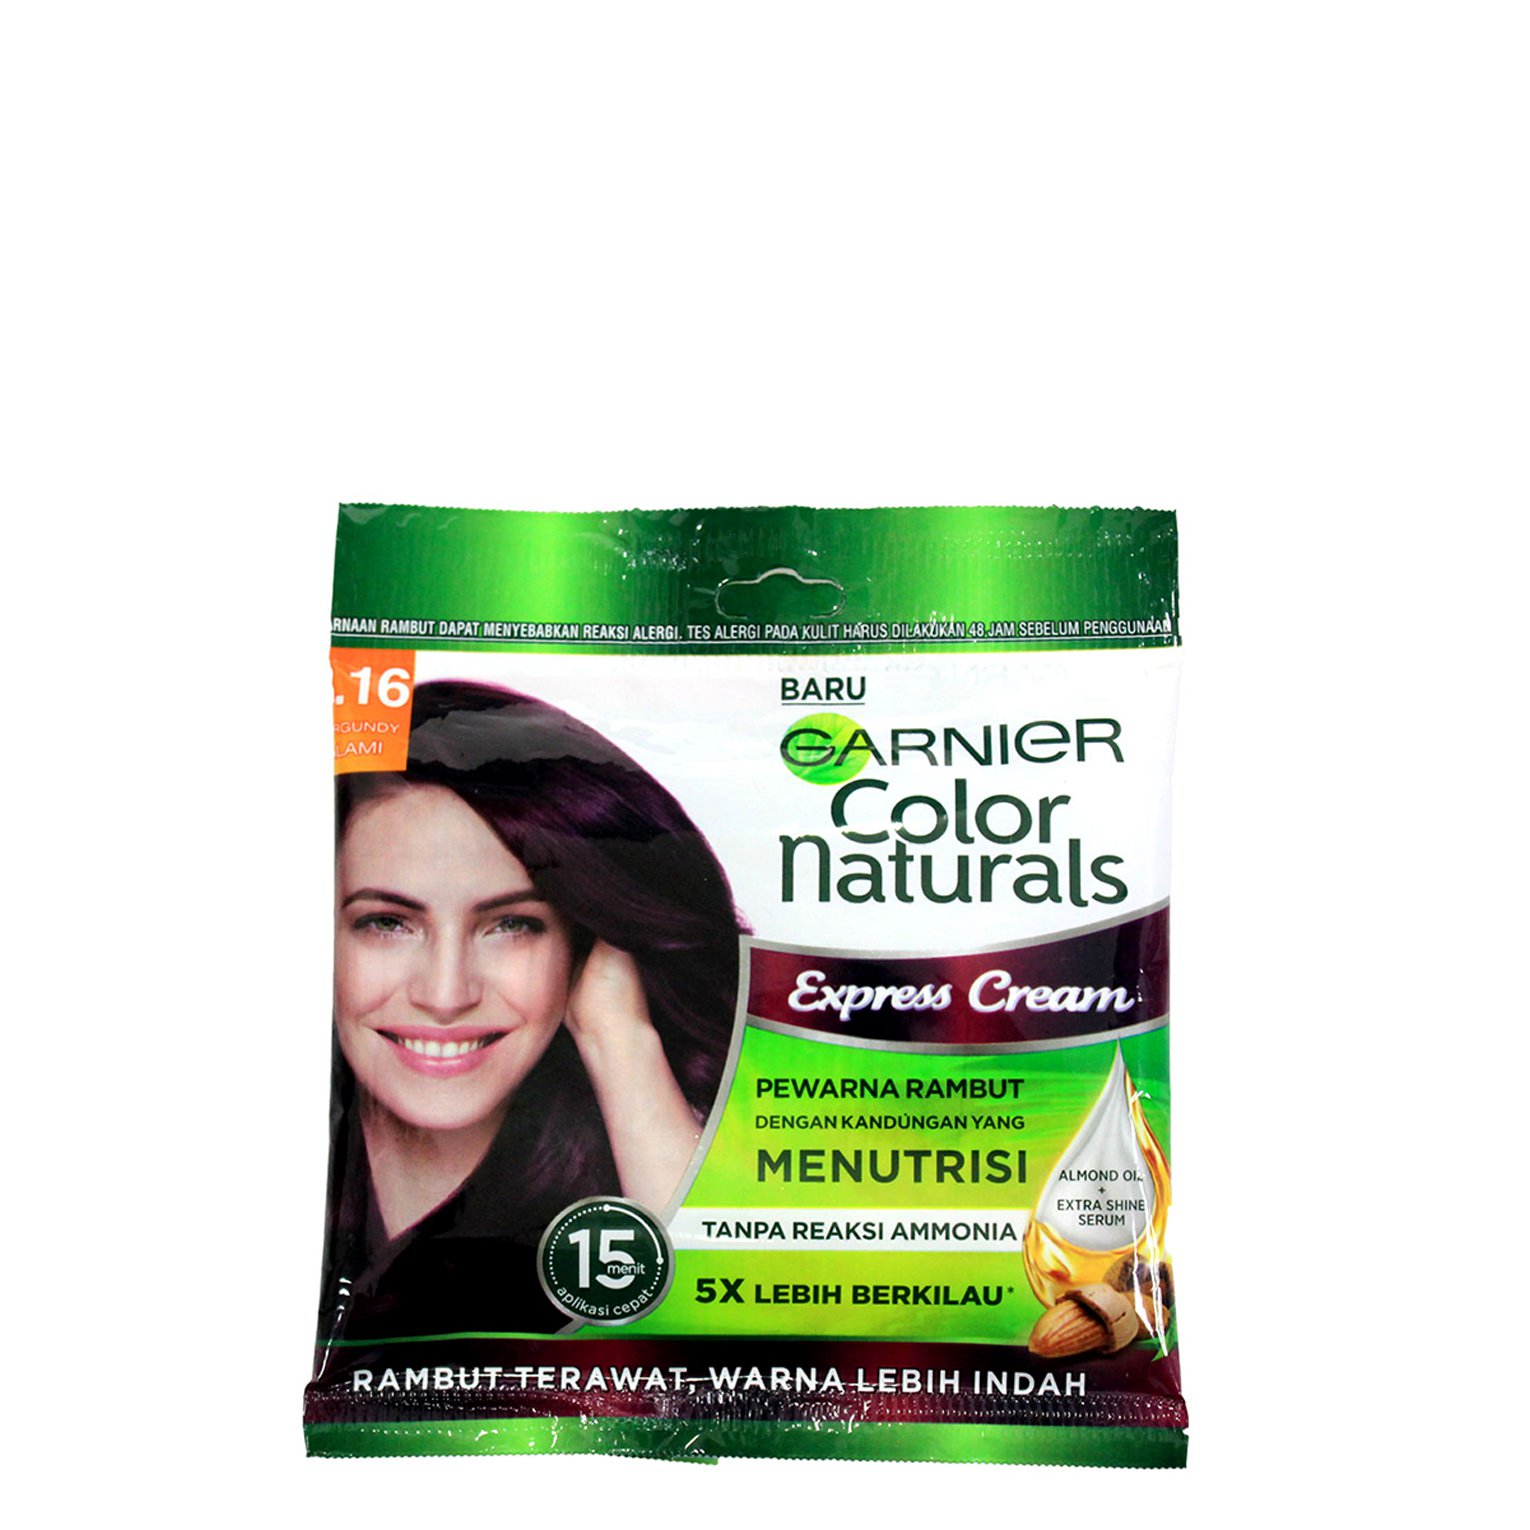 RAMBUT DAPAT MENYEBABKAN REAKSI ALERGI. TES ALERGI PADA KULIT HARUS DILAKUKAN 48 JAM SEBELUM PENGGUNAAN
.16
BARU
GARNIER
Color
Naturals
Express Cream
PEWARNA RAMBUT
DENGAN KANDUNGAN YANG
MENUTRISI
ALMOND OIL
+
EXTRA SHINE
SERUM
TANPA REAKSI AMMONIA
15
menit
aplikasi cepat
5X LEBIH BERKILAU*
RAMBUT TERAWAT, WARNA LEBIH INDAH